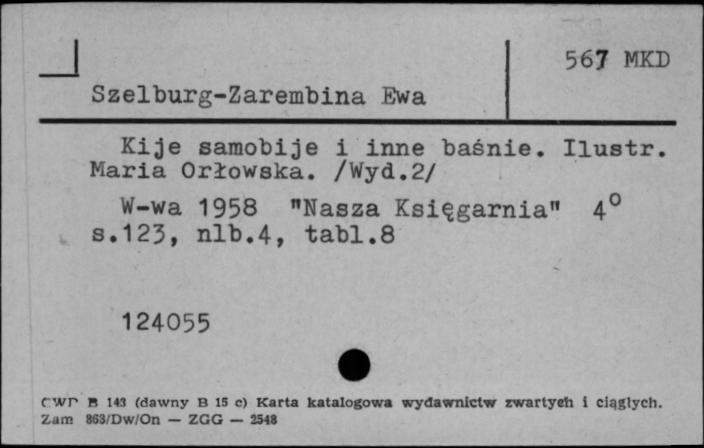 567 MKD
Szelburg-Zarembina Ewa
Kije samobije i inne baśnie. Ilustr.
Maria Orłowska. /Wyd.2/
W-wa 1958 "Nasza Księgarnia" 4°
s.123, nlb.4, tabl.8
124055
CWP B 143 (dawny B 15 c) Karta katalogowa wydawnictw zwartych i ciągłych.
Zam 863/Dw/On — ZGG — 2548